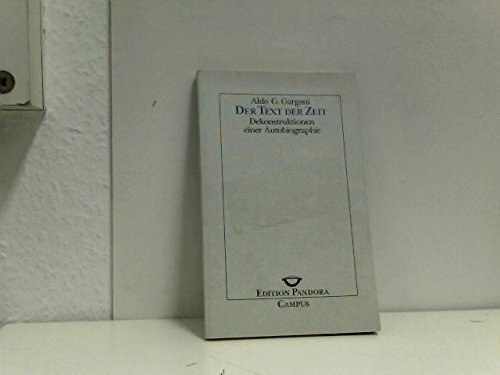 Aldo G. Gargani
DER TEXT DER ZEIT
Dekonstruktionen
einer Autobiographie
EDITION PANDORA
CAMPUS